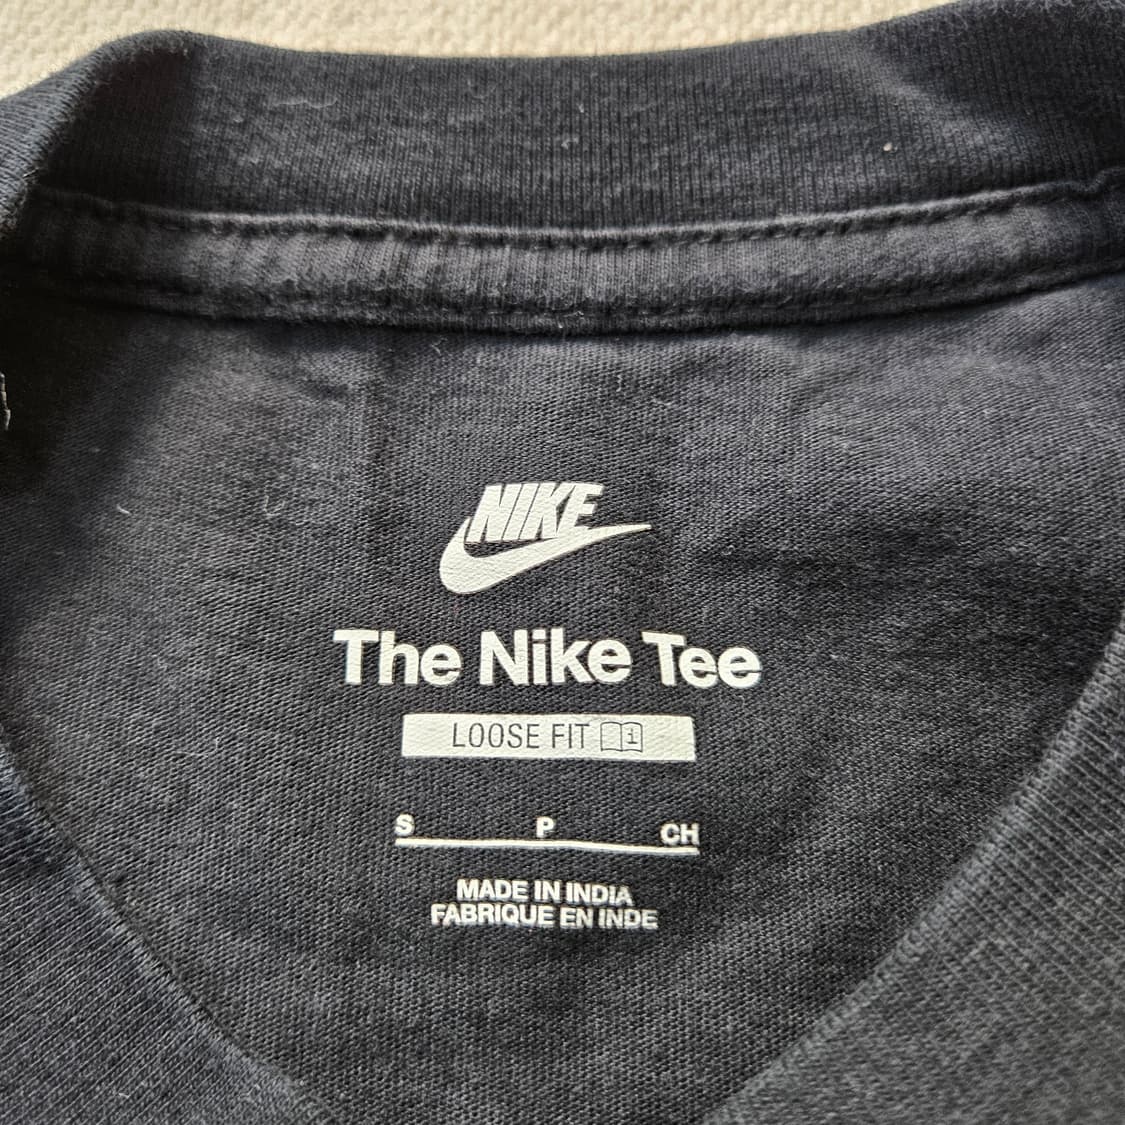 NIKE
The Nike Tee
LOOSE FIT i
S P CH
MADE IN INDIA
FABRIQUE EN INDE